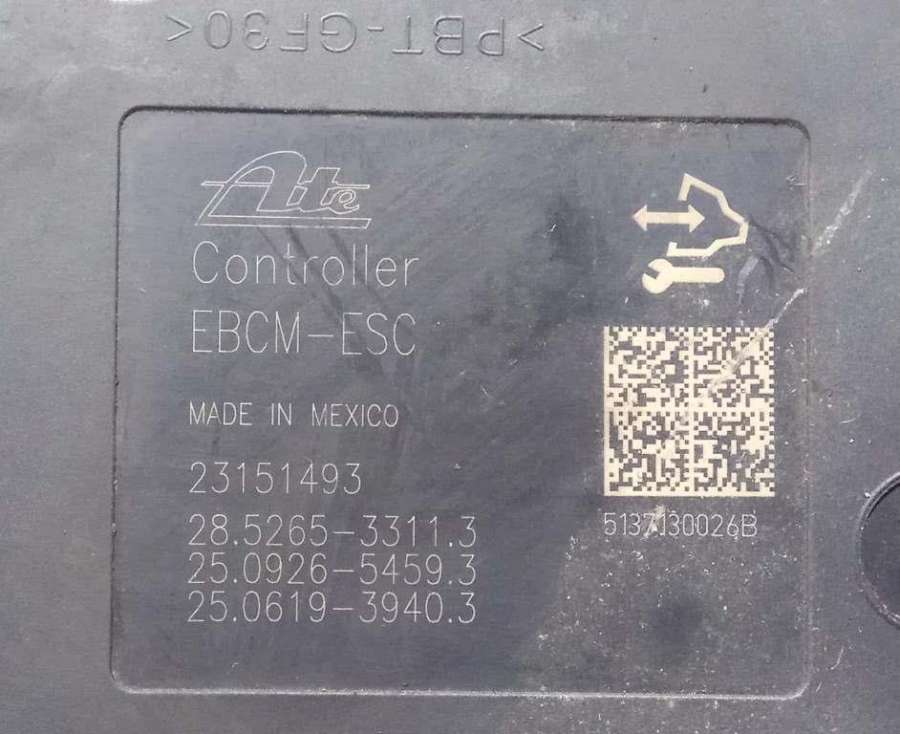 >PBT-GF30<
Ate
Controller
EBCM-ESC
MADE IN MEXICO
23151493
28.5265-3311.3
25.0926-5459.3
25.0619-3940.3
5137130026B